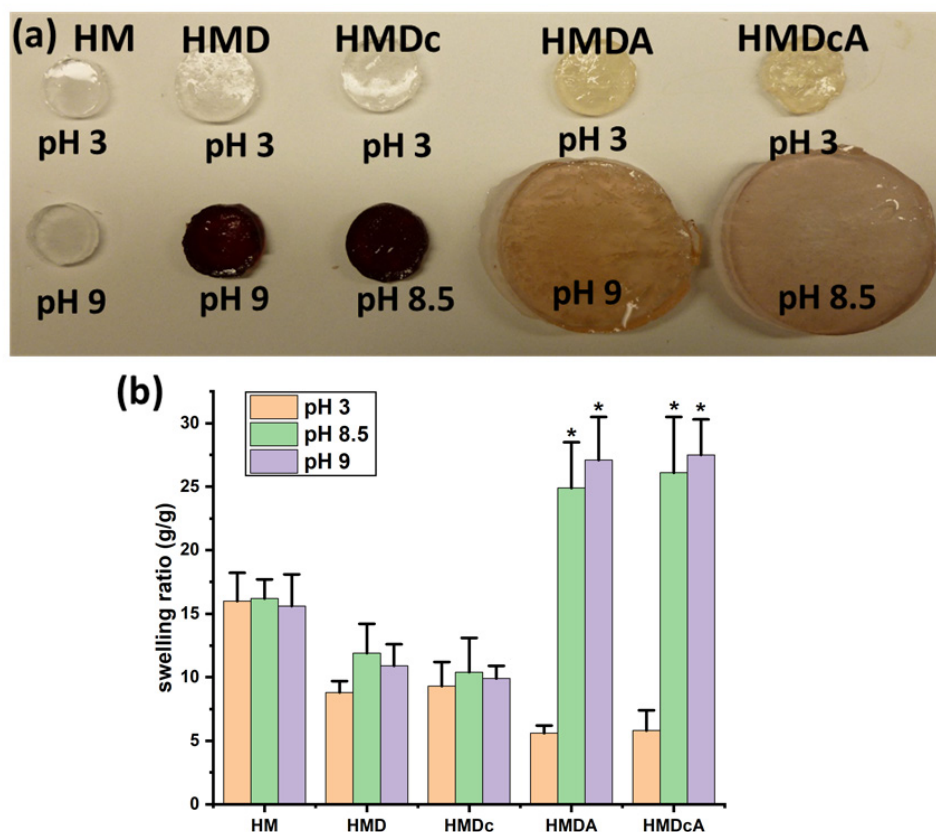 (a) HM HMD HMDc HMDA HMDcA
pH 3 pH 3 pH 3 pH 3 pH 3
pH 9 pH 9 pH 8.5 pH 9 pH 8.5
(b)
pH 3
pH 8.5
pH 9
swelling ratio (g/g)
30
25
20
15
10
5
0
* * * *
HM HMD HMDc HMDA HMDcA